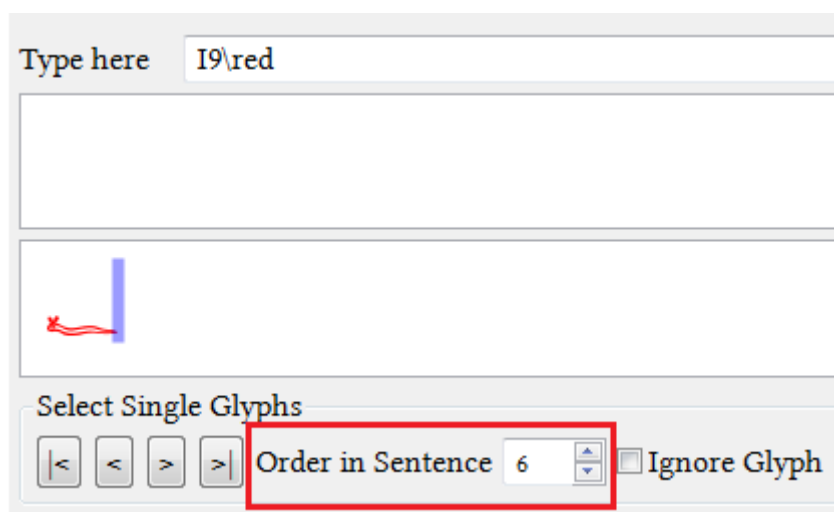 Type here I9\red
Select Single Glyphs
|< < > >| Order in Sentence 6 Ignore Glyph